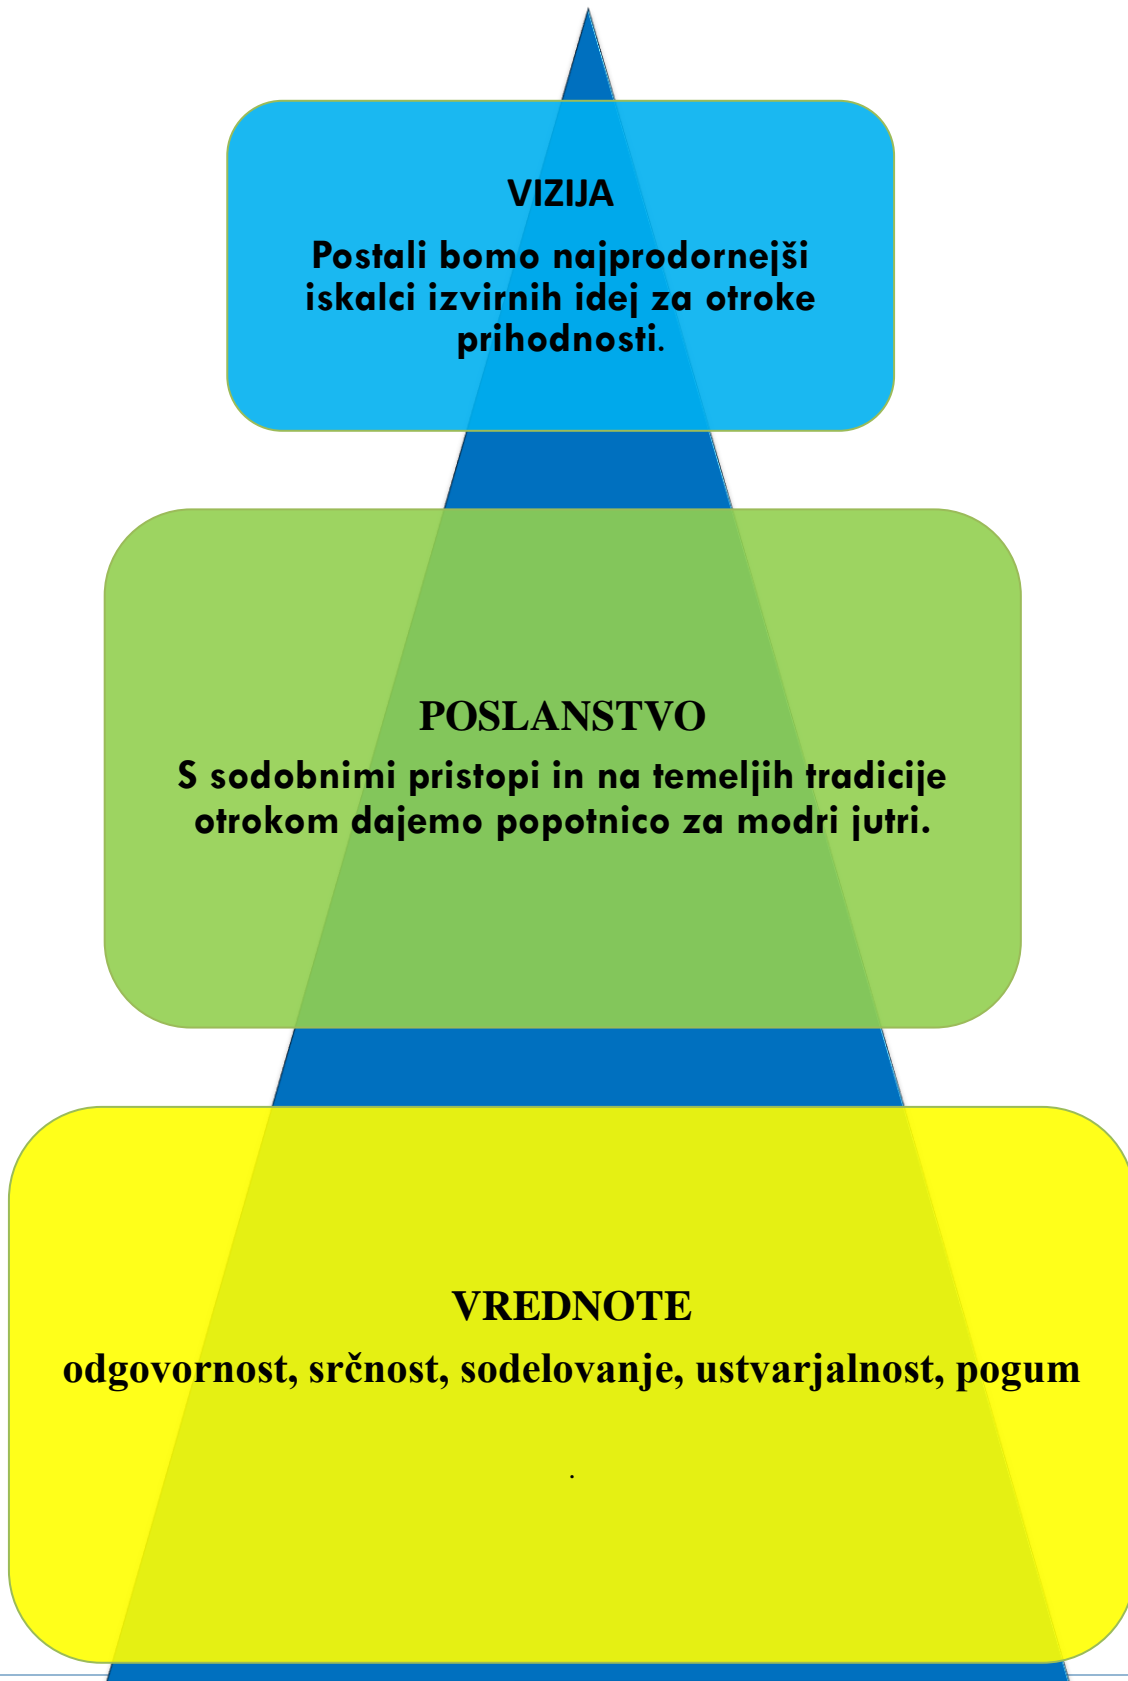 VIZIJA
Postali bomo najprodornejši
iskalci izvirnih idej za otroke
prihodnosti.
POSLANSTVO
S sodobnimi pristopi in na temeljih tradicije
otrokom dajemo popotnico za modri jutri.
VREDNOTE
odgovornost, srčnost, sodelovanje, ustvarjalnost, pogum
.